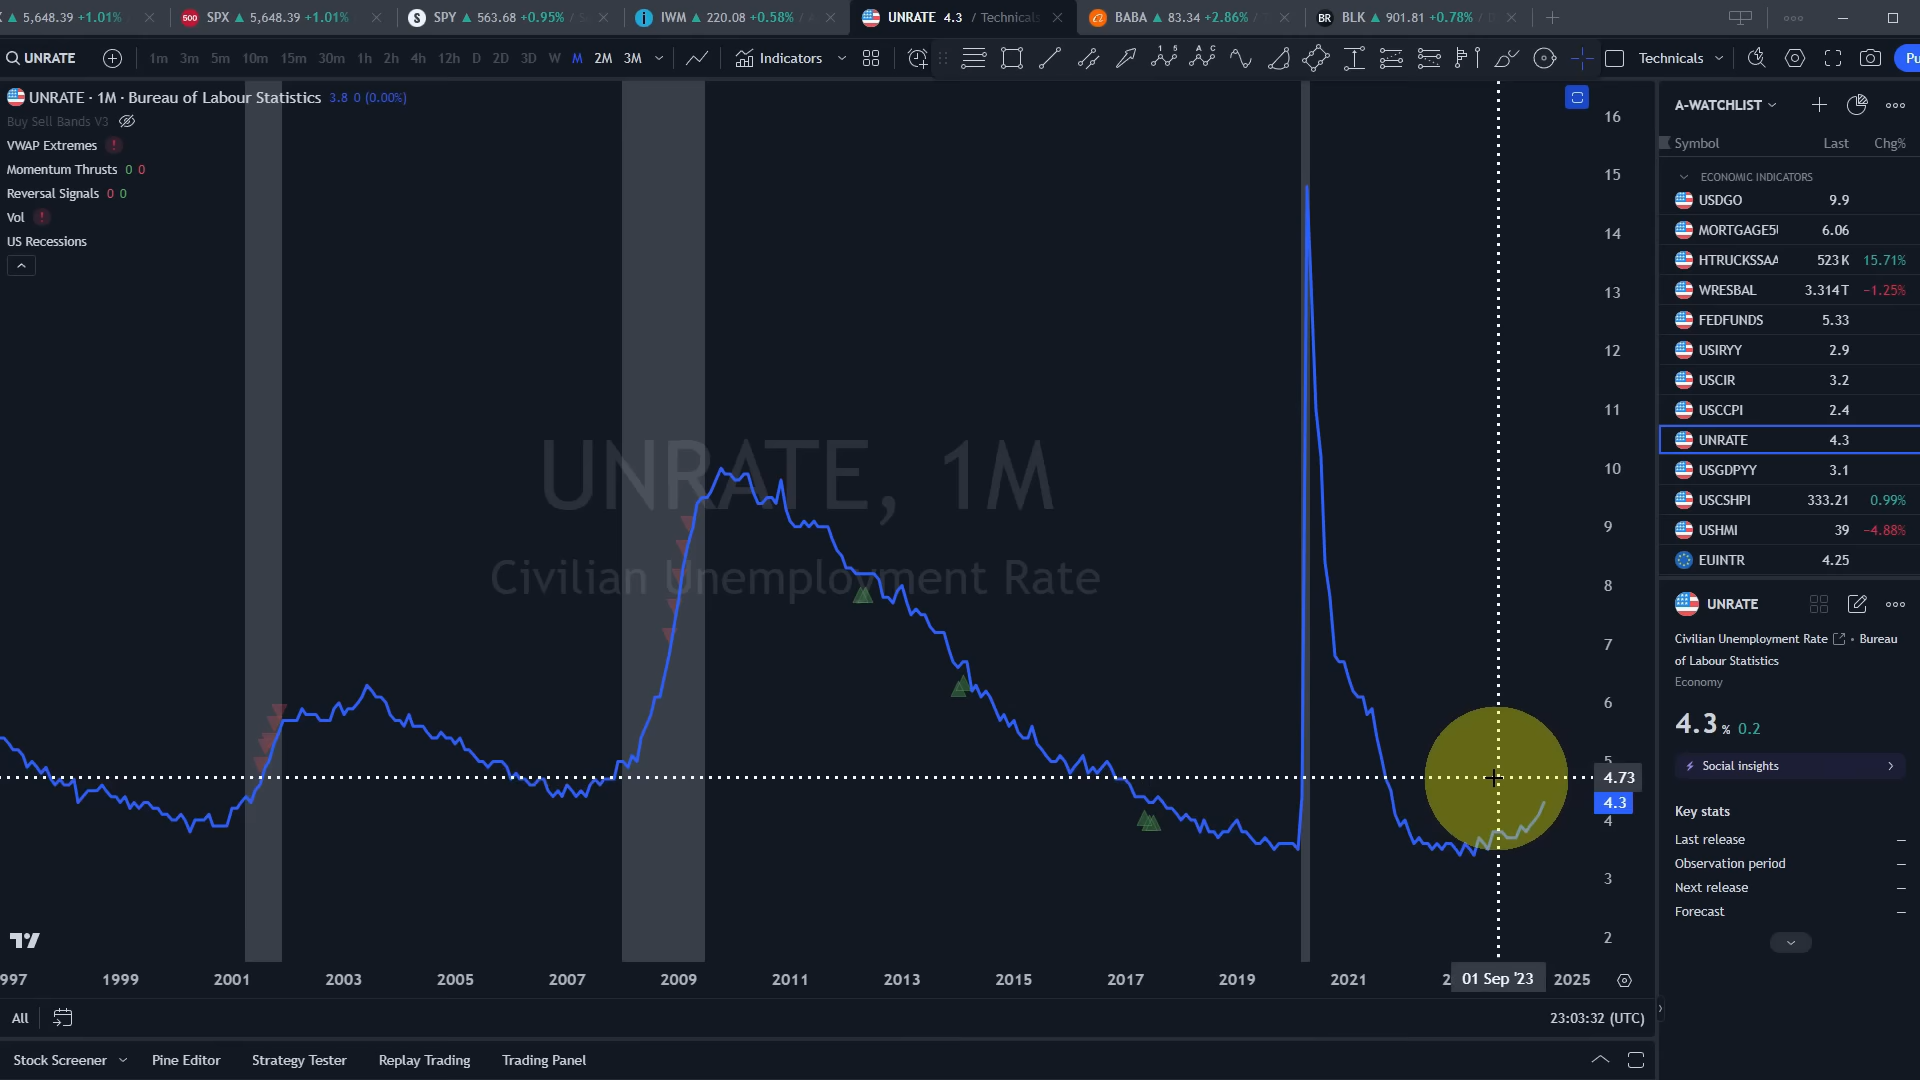 5,648.39 +1.01%
500 SPX 5,648.39 +1.01%
S SPY 563.68 +0.95%
i IWM 220.08 +0.58% /
UNRATE 4.3 / Technicals
BABA 83.34 +2.86% /
BR BLK 901.81 +0.78% /
UNRATE
1m 3m 5m 10m 15m 30m 1h 2h 4h 12h D 2D 3D W M 2M 3M
Indicators
Technicals
Pu
UNRATE · 1M · Bureau of Labour Statistics 3.8 0 (0.00%)
Buy Sell Bands V3
VWAP Extremes !
Momentum Thrusts 0 0
Reversal Signals 0 0
Vol !
US Recessions
UNRATE, 1M
Civilian Unemployment Rate
16
15
14
13
12
11
10
9
8
7
6
5
4.73
4.3
4
3
2
997 1999 2001 2003 2005 2007 2009 2011 2013 2015 2017 2019 2021 2 01 Sep '23 2025
All
23:03:32 (UTC)
Stock Screener Pine Editor Strategy Tester Replay Trading Trading Panel
A-WATCHLIST
Symbol Last Chg%
ECONOMIC INDICATORS
USDGO 9.9
MORTGAGE5U 6.06
HTRUCKSSAA 523 K 15.71%
WRESBAL 3.314 T −1.25%
FEDFUNDS 5.33
USIRYY 2.9
USCIR 3.2
USCCPI 2.4
UNRATE 4.3
USGDPYY 3.1
USCSHPI 333.21 0.99%
USHMI 39 −4.88%
EUINTR 4.25
UNRATE
Civilian Unemployment Rate • Bureau
of Labour Statistics
Economy
4.3 % 0.2
Social insights
Key stats
Last release —
Observation period —
Next release —
Forecast —